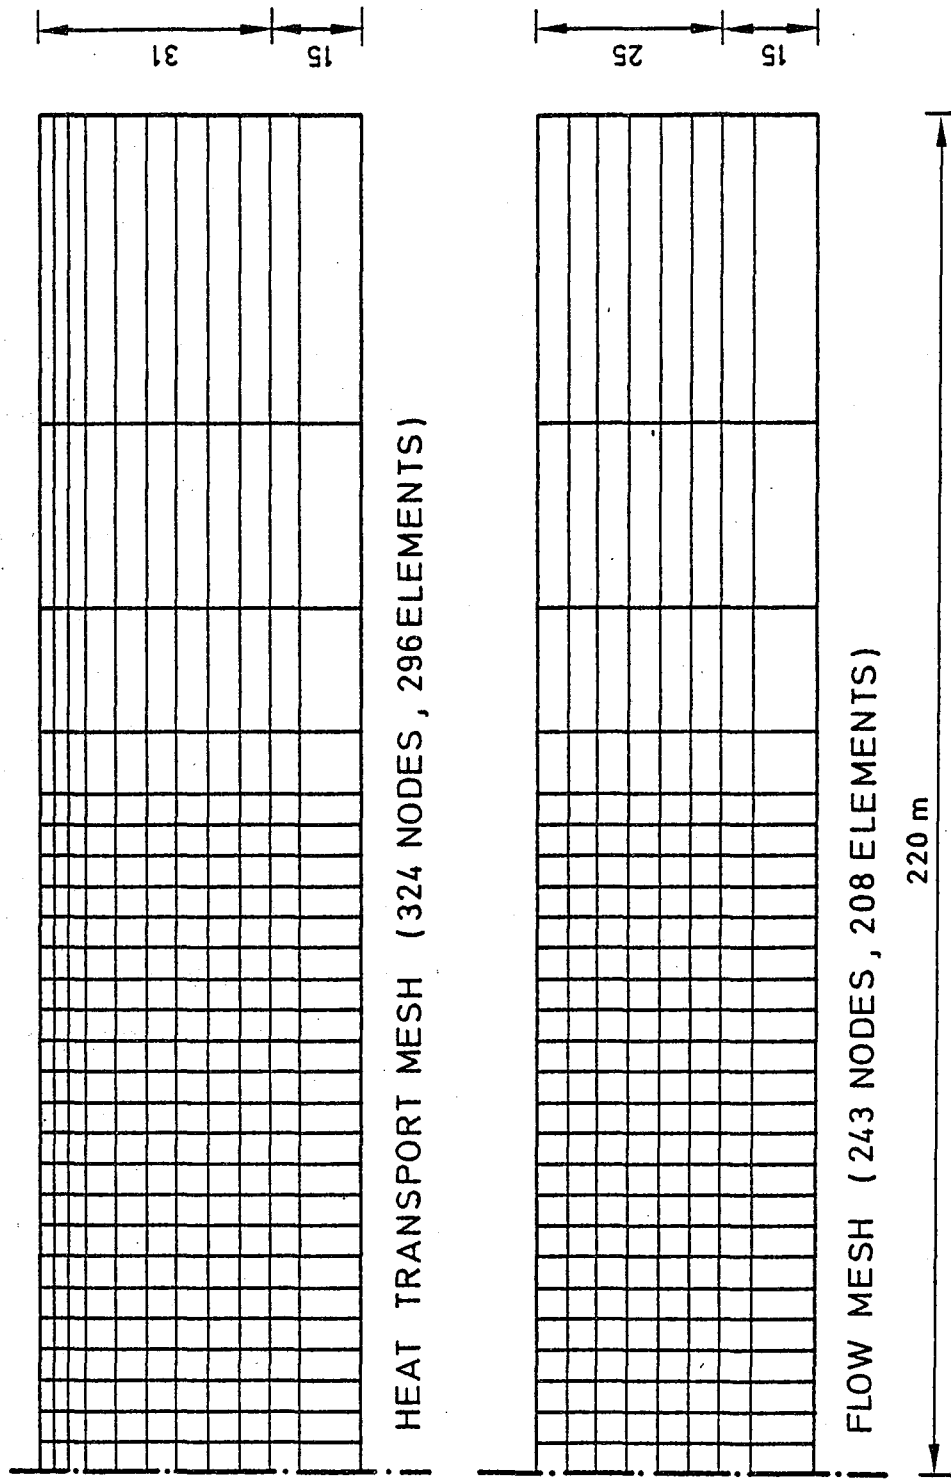 31
15
HEAT TRANSPORT MESH (324 NODES, 296 ELEMENTS)
25
15
FLOW MESH (243 NODES, 208 ELEMENTS)
220 m